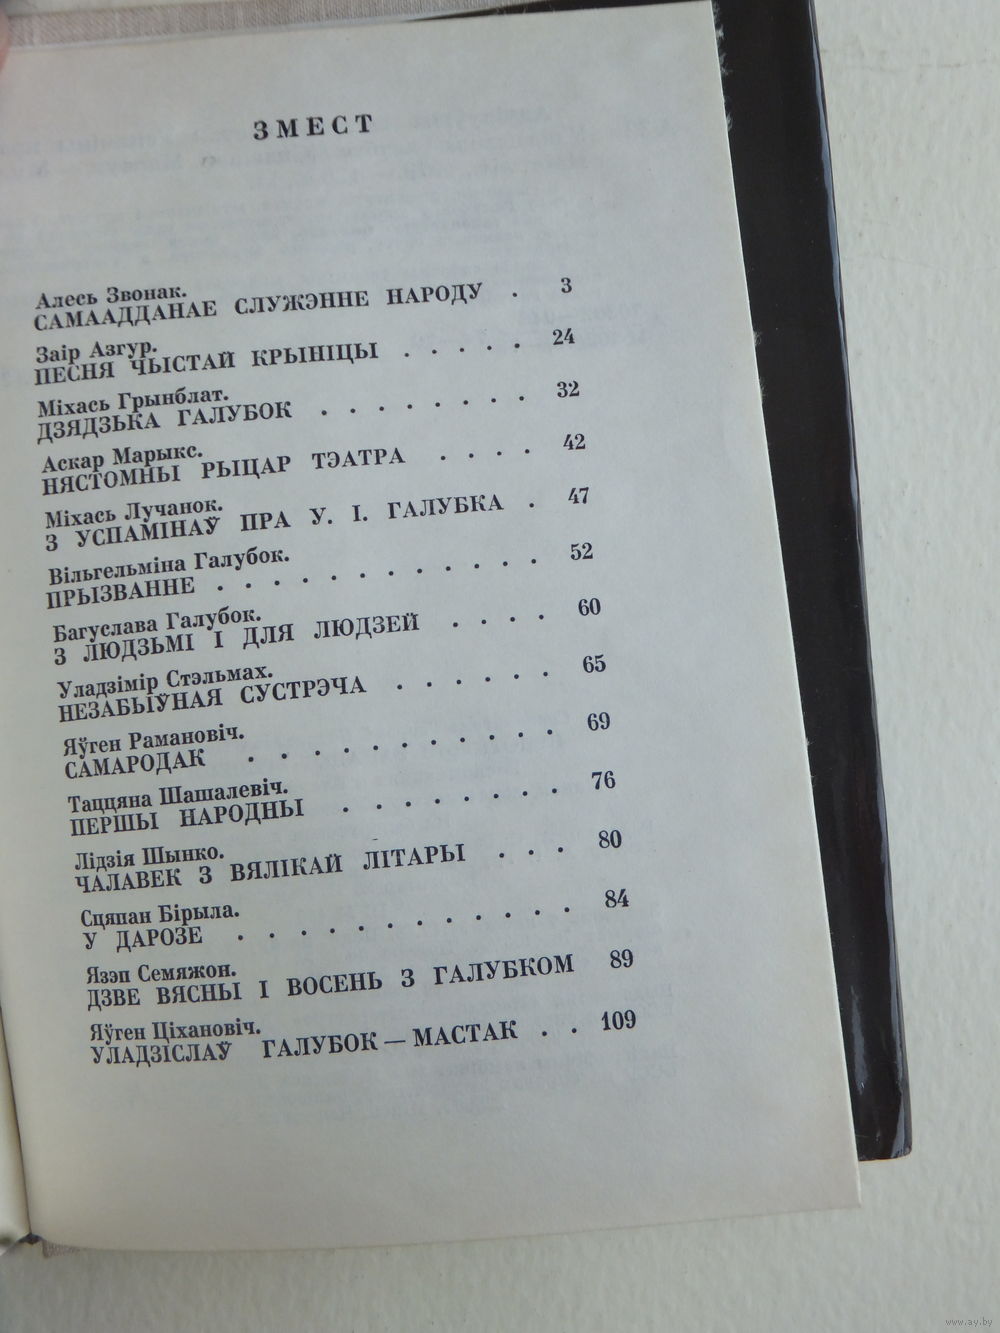 ЗМЕСТ
Алесь Звонак.
САМААДДАНАЕ СЛУЖЭННЕ НАРОДУ . 3
Заір Азгур.
ПЕСНЯ ЧЫСТАЙ КРЫНІЦЫ . . . . . 24
Міхась Грынблат.
ДЗЯДЗЬКА ГАЛУБОК . . . . . . . . 32
Аскар Марыкс.
НЯСТОМНЫ РЫЦАР ТЭАТРА . . . . 42
Міхась Лучанок.
З УСПАМІНАЎ ПРА У. І. ГАЛУБКА . 47
Вільгельміна Галубок.
ПРЫЗВАННЕ . . . . . . . . . . . . 52
Багуслава Галубок.
З ЛЮДЗЬМІ І ДЛЯ ЛЮДЗЕЙ . . . . 60
Уладзімір Стэльмах.
НЕЗАБЫЎНАЯ СУСТРЭЧА . . . . . . 65
Яўген Рамановіч.
САМАРОДАК . . . . . . . . . . . 69
Таццяна Шашалевіч.
ПЕРШЫ НАРОДНЫ . . . . . . . . 76
Лідзія Шынко.
ЧАЛАВЕК З ВЯЛІКАЙ ЛІТАРЫ . . . 80
Сцяпан Бірыла.
У ДАРОЗЕ . . . . . . . . . . . . 84
Язэп Семяжон.
ДЗВЕ ВЯСНЫ І ВОСЕНЬ З ГАЛУБКОМ 89
Яўген Ціхановіч.
УЛАДЗІСЛАЎ ГАЛУБОК — МАСТАК . . 109
www.ay.by